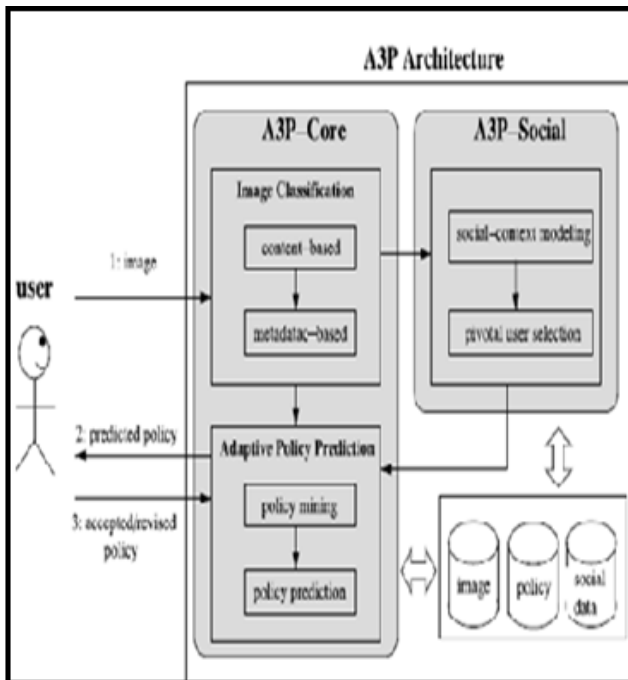 A3P Architecture
A3P-Core
A3P-Social
Image Classification
content-based
metadatac-based
social-context modeling
pivotal user selection
1: image
user
2: predicted policy
3: accepted/revised
policy
Adaptive Policy Prediction
policy mining
policy prediction
image
policy
social
data